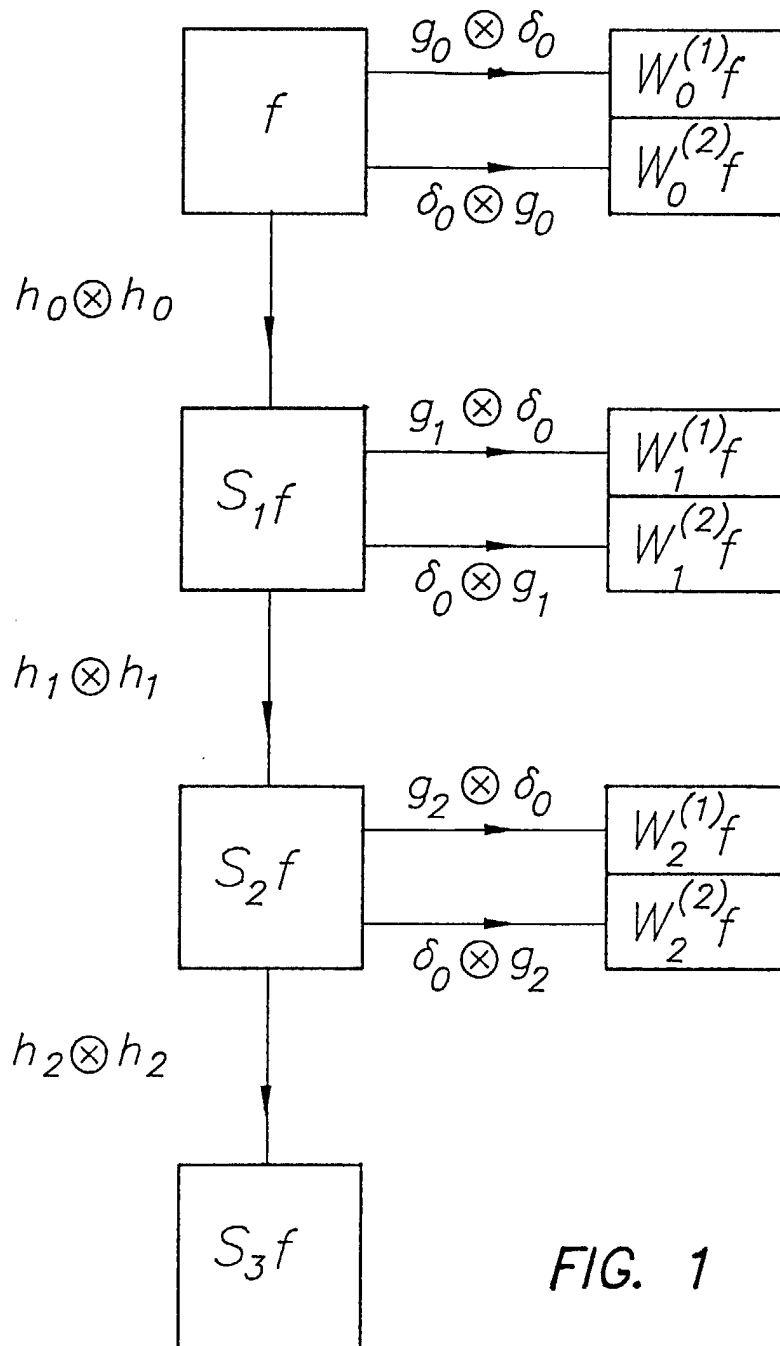 g₀ ⊗ δ₀
f
W₀⁽¹⁾f
W₀⁽²⁾f
δ₀ ⊗ g₀
h₀ ⊗ h₀
g₁ ⊗ δ₀
S₁f
W₁⁽¹⁾f
W₁⁽²⁾f
δ₀ ⊗ g₁
h₁ ⊗ h₁
g₂ ⊗ δ₀
S₂f
W₂⁽¹⁾f
W₂⁽²⁾f
δ₀ ⊗ g₂
h₂ ⊗ h₂
S₃f
FIG. 1